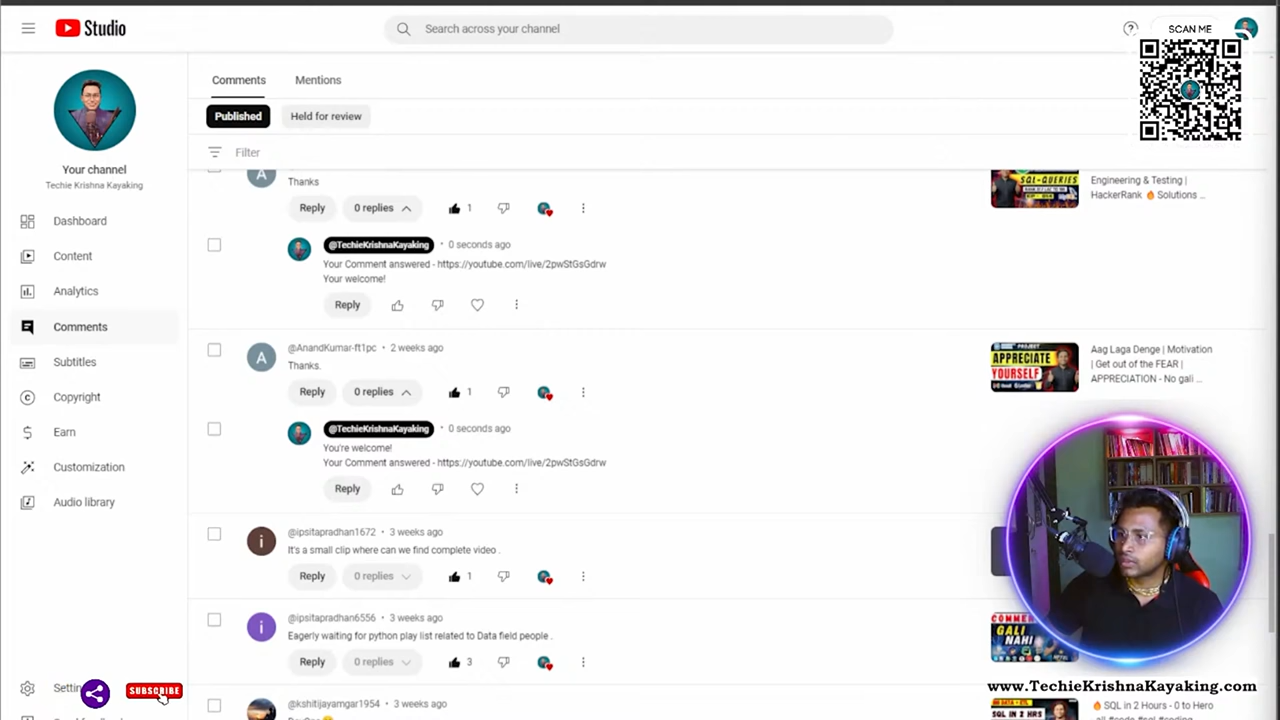 Studio
Search across your channel
SCAN ME
Your channel
Techie Krishna Kayaking
Dashboard
Content
Analytics
Comments
Subtitles
Copyright
Earn
Customization
Audio library
SUBSCRIBE
Comments
Mentions
Published
Held for review
Filter
A
Thanks
Reply
0 replies
1
SQL-QUERIES
Engineering & Testing |
HackerRank 🔥 Solutions ...
@TechieKrishnaKayaking • 0 seconds ago
Your Comment answered - https://youtube.com/live/2pwStGsGdrw
Your welcome!
Reply
A
@AnandKumar-ft1pc • 2 weeks ago
Thanks.
Reply
0 replies
1
APPRECIATE
YOURSELF
Aag Laga Denge | Motivation
| Get out of the FEAR |
APPRECIATION - No gali ...
@TechieKrishnaKayaking • 0 seconds ago
You're welcome!
Your Comment answered - https://youtube.com/live/2pwStGsGdrw
Reply
i
@ipsitapradhan1672 • 3 weeks ago
It's a small clip where can we find complete video .
Reply
0 replies
1
i
@ipsitapradhan6556 • 3 weeks ago
Eagerly waiting for python play list related to Data field people .
Reply
0 replies
3
GALI
NAHI
@kshitijyamgar1954 • 3 weeks ago
www.TechieKrishnaKayaking.com
🔥 SQL in 2 Hours - 0 to Hero